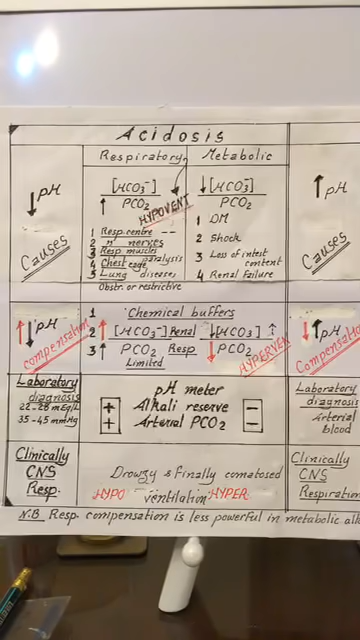 Acidosis
Respiratory Metabolic
↓pH
Causes
[HCO3-]
↑ PCO2
HYPOVENT
1 Resp. centre --
2 n' nerves
3 Resp muscles paralysis
4 Chest cage
5 Lung diseases
Obstr. or restrictive
↓[HCO3-]
PCO2
1 DM
2 Shock
3 Loss of intest content
4 Renal Failure
↑pH
Causes
↑↓pH
Compensation
1 Chemical buffers
2 ↑[HCO3-] Renal ↓[HCO3-] ↑
3 ↑ PCO2 Resp ↓PCO2
Limited
HYPERVEN
↓↑pH
Compensation
Laboratory
diagnosis
22-28 mEq/L
35-45 mmHg
pH meter
+ Alkali reserve -
+ Arterial PCO2 -
Laboratory
diagnosis
Arterial
blood
Clinically
CNS
Resp.
Drowzy & finally comatosed
HYPO ventilation HYPER
Clinically
CNS
Respiration
N.B Resp. compensation is less powerful in metabolic alk